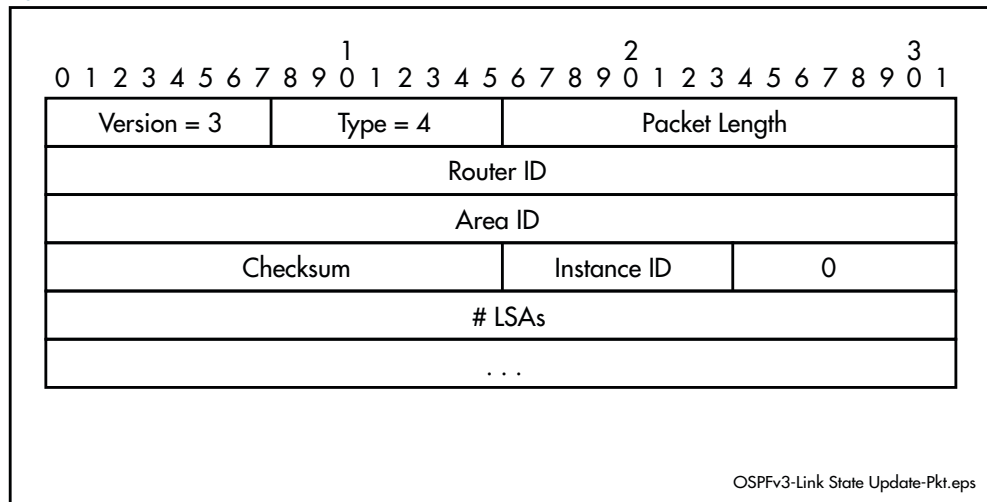 1 2 3
0 1 2 3 4 5 6 7 8 9 0 1 2 3 4 5 6 7 8 9 0 1 2 3 4 5 6 7 8 9 0 1
Version = 3 Type = 4 Packet Length
Router ID
Area ID
Checksum Instance ID 0
# LSAs
. . .
OSPFv3-Link State Update-Pkt.eps